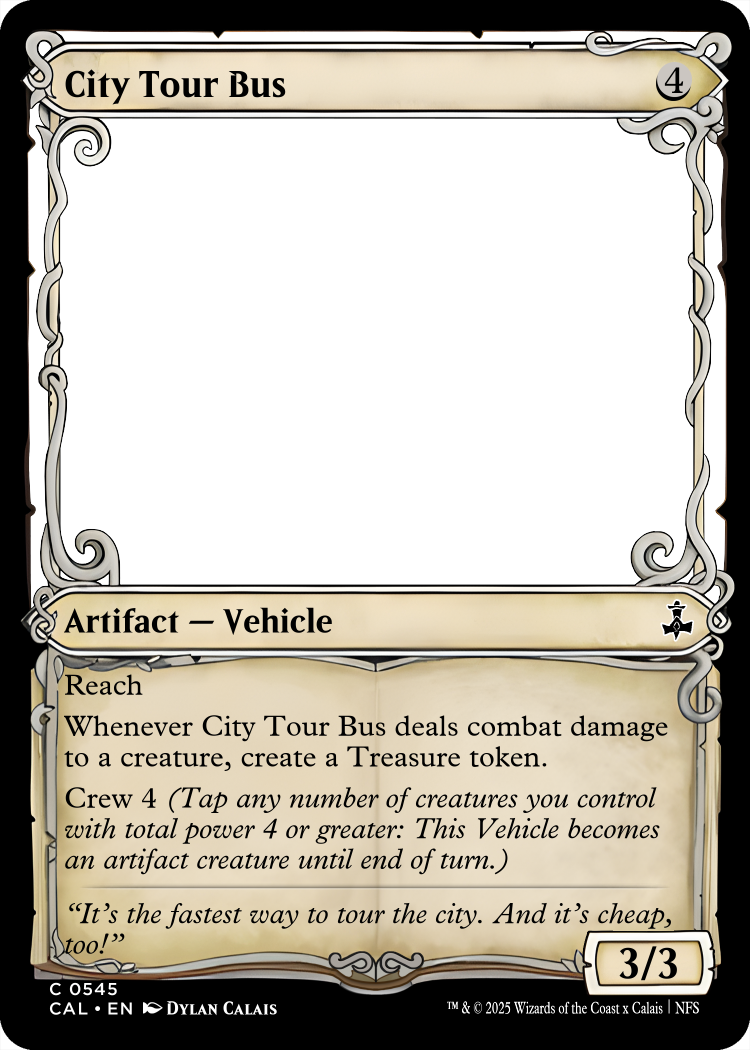 City Tour Bus 4
Artifact — Vehicle
Reach
Whenever City Tour Bus deals combat damage
to a creature, create a Treasure token.
Crew 4 (Tap any number of creatures you control
with total power 4 or greater: This Vehicle becomes
an artifact creature until end of turn.)
“It's the fastest way to tour the city. And it's cheap,
too!”
3/3
C 0545
CAL • EN Dylan Calais
™ & © 2025 Wizards of the Coast x Calais | NFS